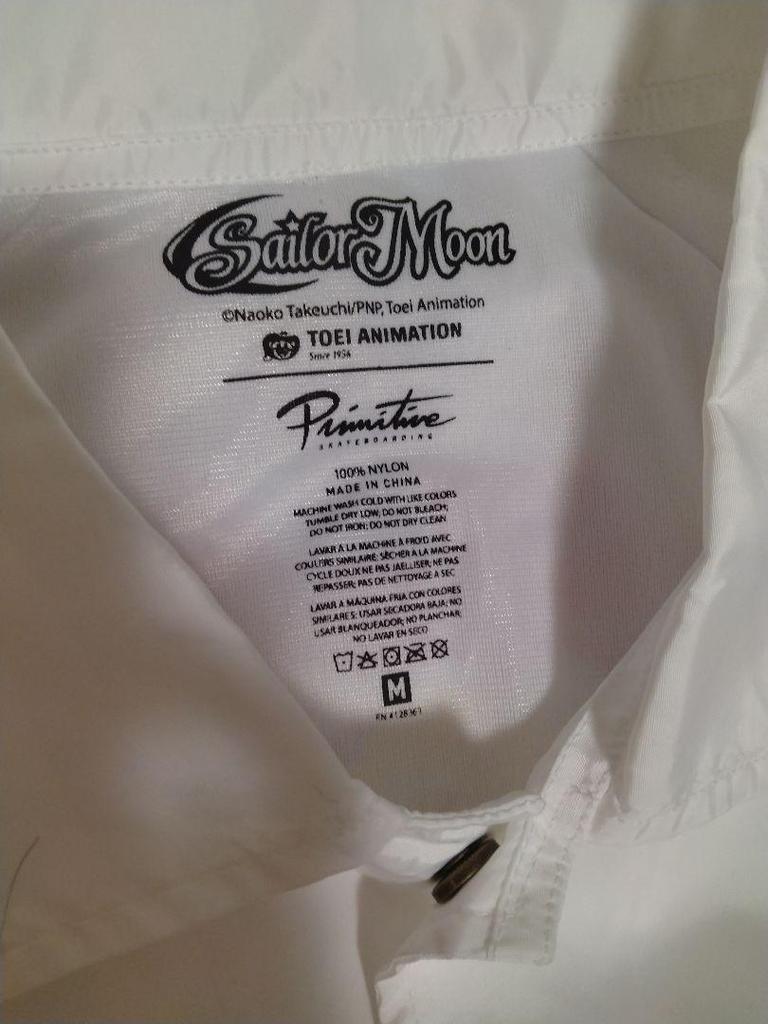 Sailor Moon
©Naoko Takeuchi/PNP, Toei Animation
TOEI ANIMATION
Since 1956
Primitive
SKATEBOARDING
100% NYLON
MADE IN CHINA
MACHINE WASH COLD WITH LIKE COLORS
TUMBLE DRY LOW; DO NOT BLEACH;
DO NOT IRON; DO NOT DRY CLEAN
LAVAR À LA MACHINE À FROID AVEC
COULURS SIMILAIRE; SÉCHER À LA MACHINE
CYCLE DOUX NE PAS JAELLISER; NE PAS
REPASSER; PAS DE NETTOYAGE A SEC
LAVAR A MÁQUINA FRIA CON COLORES
SIMILARES; USAR SECADORA BAJA; NO
USAR BLANQUEADOR; NO PLANCHAR;
NO LAVAR EN SECO
M
RN #